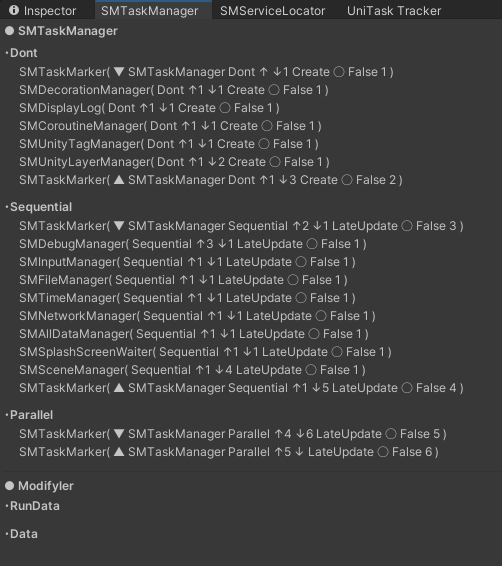 Inspector SMTaskManager SMServiceLocator UniTask Tracker
● SMTaskManager
・Dont
SMTaskMarker( ▼ SMTaskManager Dont ↑ ↓1 Create ○ False 1 )
SMDecorationManager( Dont ↑1 ↓1 Create ○ False 1 )
SMDisplayLog( Dont ↑1 ↓1 Create ○ False 1 )
SMCoroutineManager( Dont ↑1 ↓1 Create ○ False 1 )
SMUnityTagManager( Dont ↑1 ↓1 Create ○ False 1 )
SMUnityLayerManager( Dont ↑1 ↓2 Create ○ False 1 )
SMTaskMarker( ▲ SMTaskManager Dont ↑1 ↓3 Create ○ False 2 )
・Sequential
SMTaskMarker( ▼ SMTaskManager Sequential ↑2 ↓1 LateUpdate ○ False 3 )
SMDebugManager( Sequential ↑3 ↓1 LateUpdate ○ False 1 )
SMInputManager( Sequential ↑1 ↓1 LateUpdate ○ False 1 )
SMFileManager( Sequential ↑1 ↓1 LateUpdate ○ False 1 )
SMTimeManager( Sequential ↑1 ↓1 LateUpdate ○ False 1 )
SMNetworkManager( Sequential ↑1 ↓1 LateUpdate ○ False 1 )
SMAllDataManager( Sequential ↑1 ↓1 LateUpdate ○ False 1 )
SMSplashScreenWaiter( Sequential ↑1 ↓1 LateUpdate ○ False 1 )
SMSceneManager( Sequential ↑1 ↓4 LateUpdate ○ False 1 )
SMTaskMarker( ▲ SMTaskManager Sequential ↑1 ↓5 LateUpdate ○ False 4 )
・Parallel
SMTaskMarker( ▼ SMTaskManager Parallel ↑4 ↓6 LateUpdate ○ False 5 )
SMTaskMarker( ▲ SMTaskManager Parallel ↑5 ↓ LateUpdate ○ False 6 )
● Modifyler
・RunData
・Data